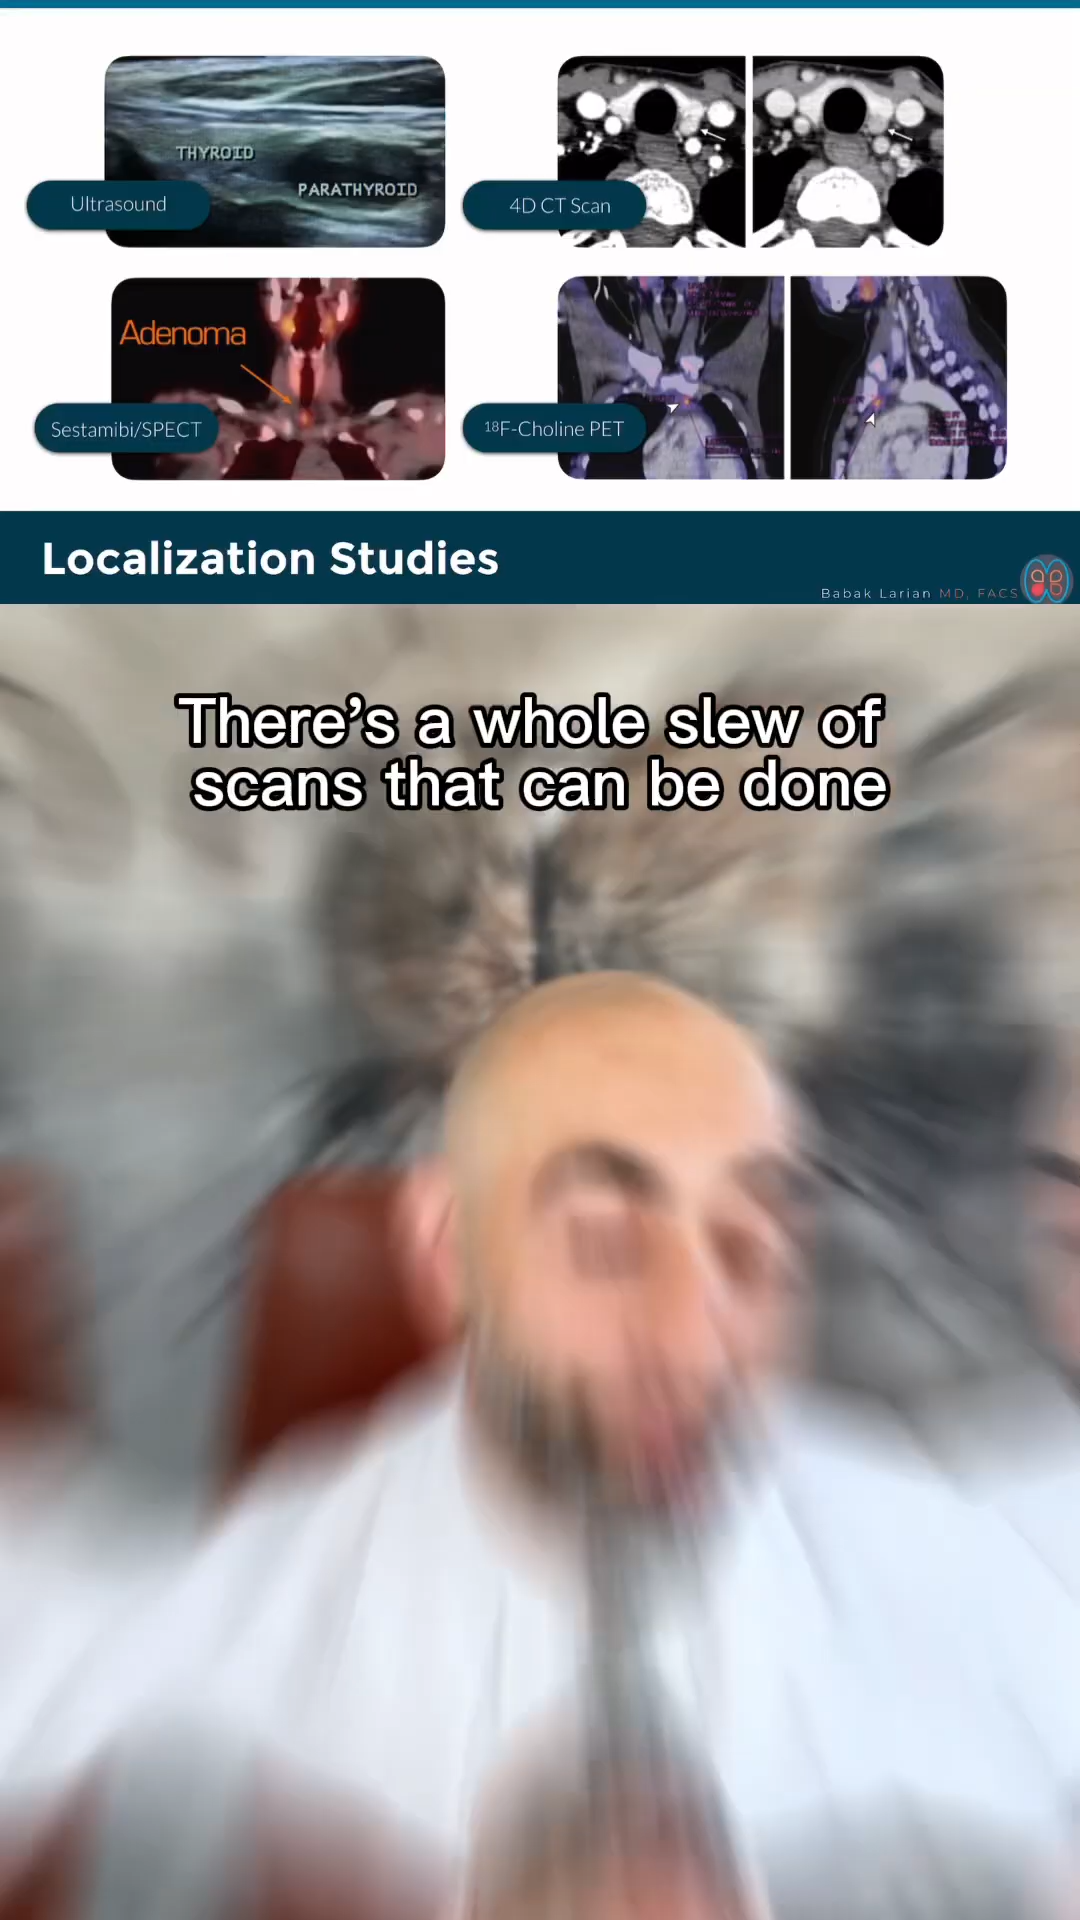 THYROID
PARATHYROID
Ultrasound
4D CT Scan
Adenoma
Sestamibi/SPECT
¹⁸F-Choline PET
Localization Studies
Babak Larian MD, FACS
There's a whole slew of
scans that can be done